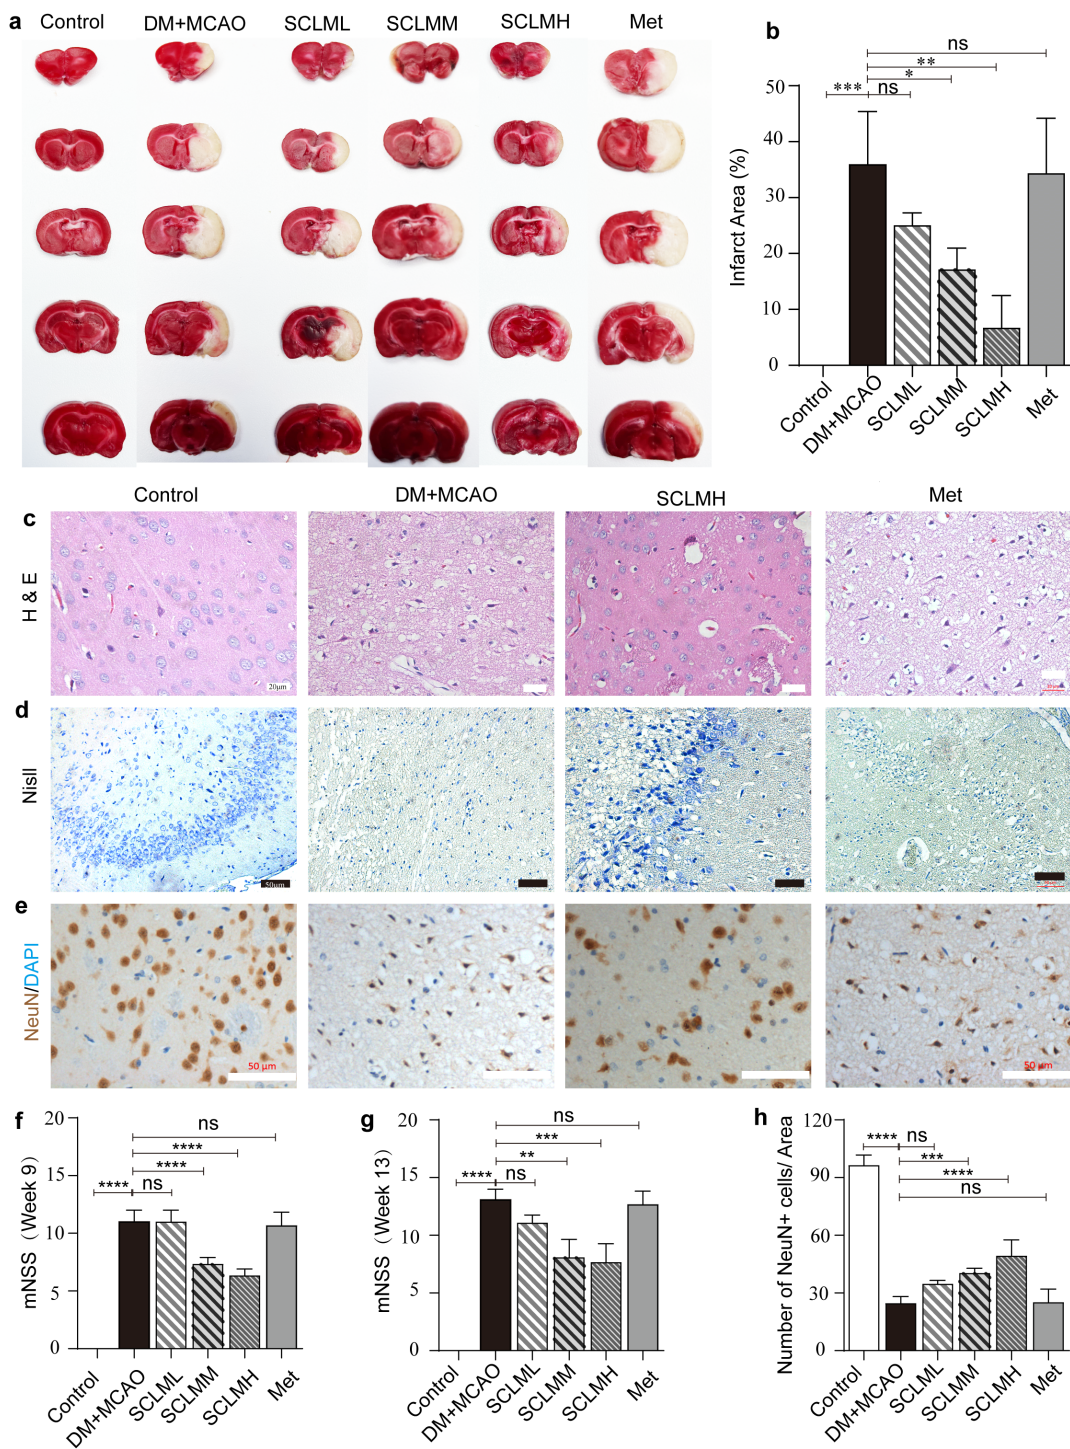 a
Control DM+MCAO SCLML SCLMM SCLMH Met
b
ns
**
*
*** ns
50
40
30
20
10
0
Infarct Area (%)
Control
DM+MCAO
SCLML
SCLMM
SCLMH
Met
Control DM+MCAO SCLMH Met
c
H & E
20μm
d
Nisll
50μm
e
NeuN/DAPI
50 μm
50 μm
f
ns
****
****
**** ns
20
15
10
5
0
mNSS (Week 9)
Control
DM+MCAO
SCLML
SCLMM
SCLMH
Met
g
ns
***
**
**** ns
20
15
10
5
0
mNSS (Week 13)
Control
DM+MCAO
SCLML
SCLMM
SCLMH
Met
h
**** ns
***
****
ns
120
90
60
30
0
Number of NeuN+ cells/ Area
Control
DM+MCAO
SCLML
SCLMM
SCLMH
Met